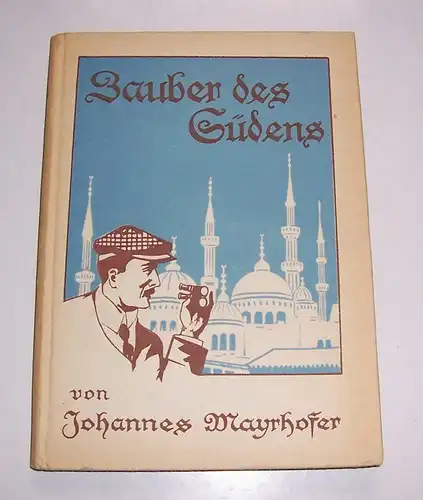 Zauber des
Südens
von
Johannes Mayrhofer